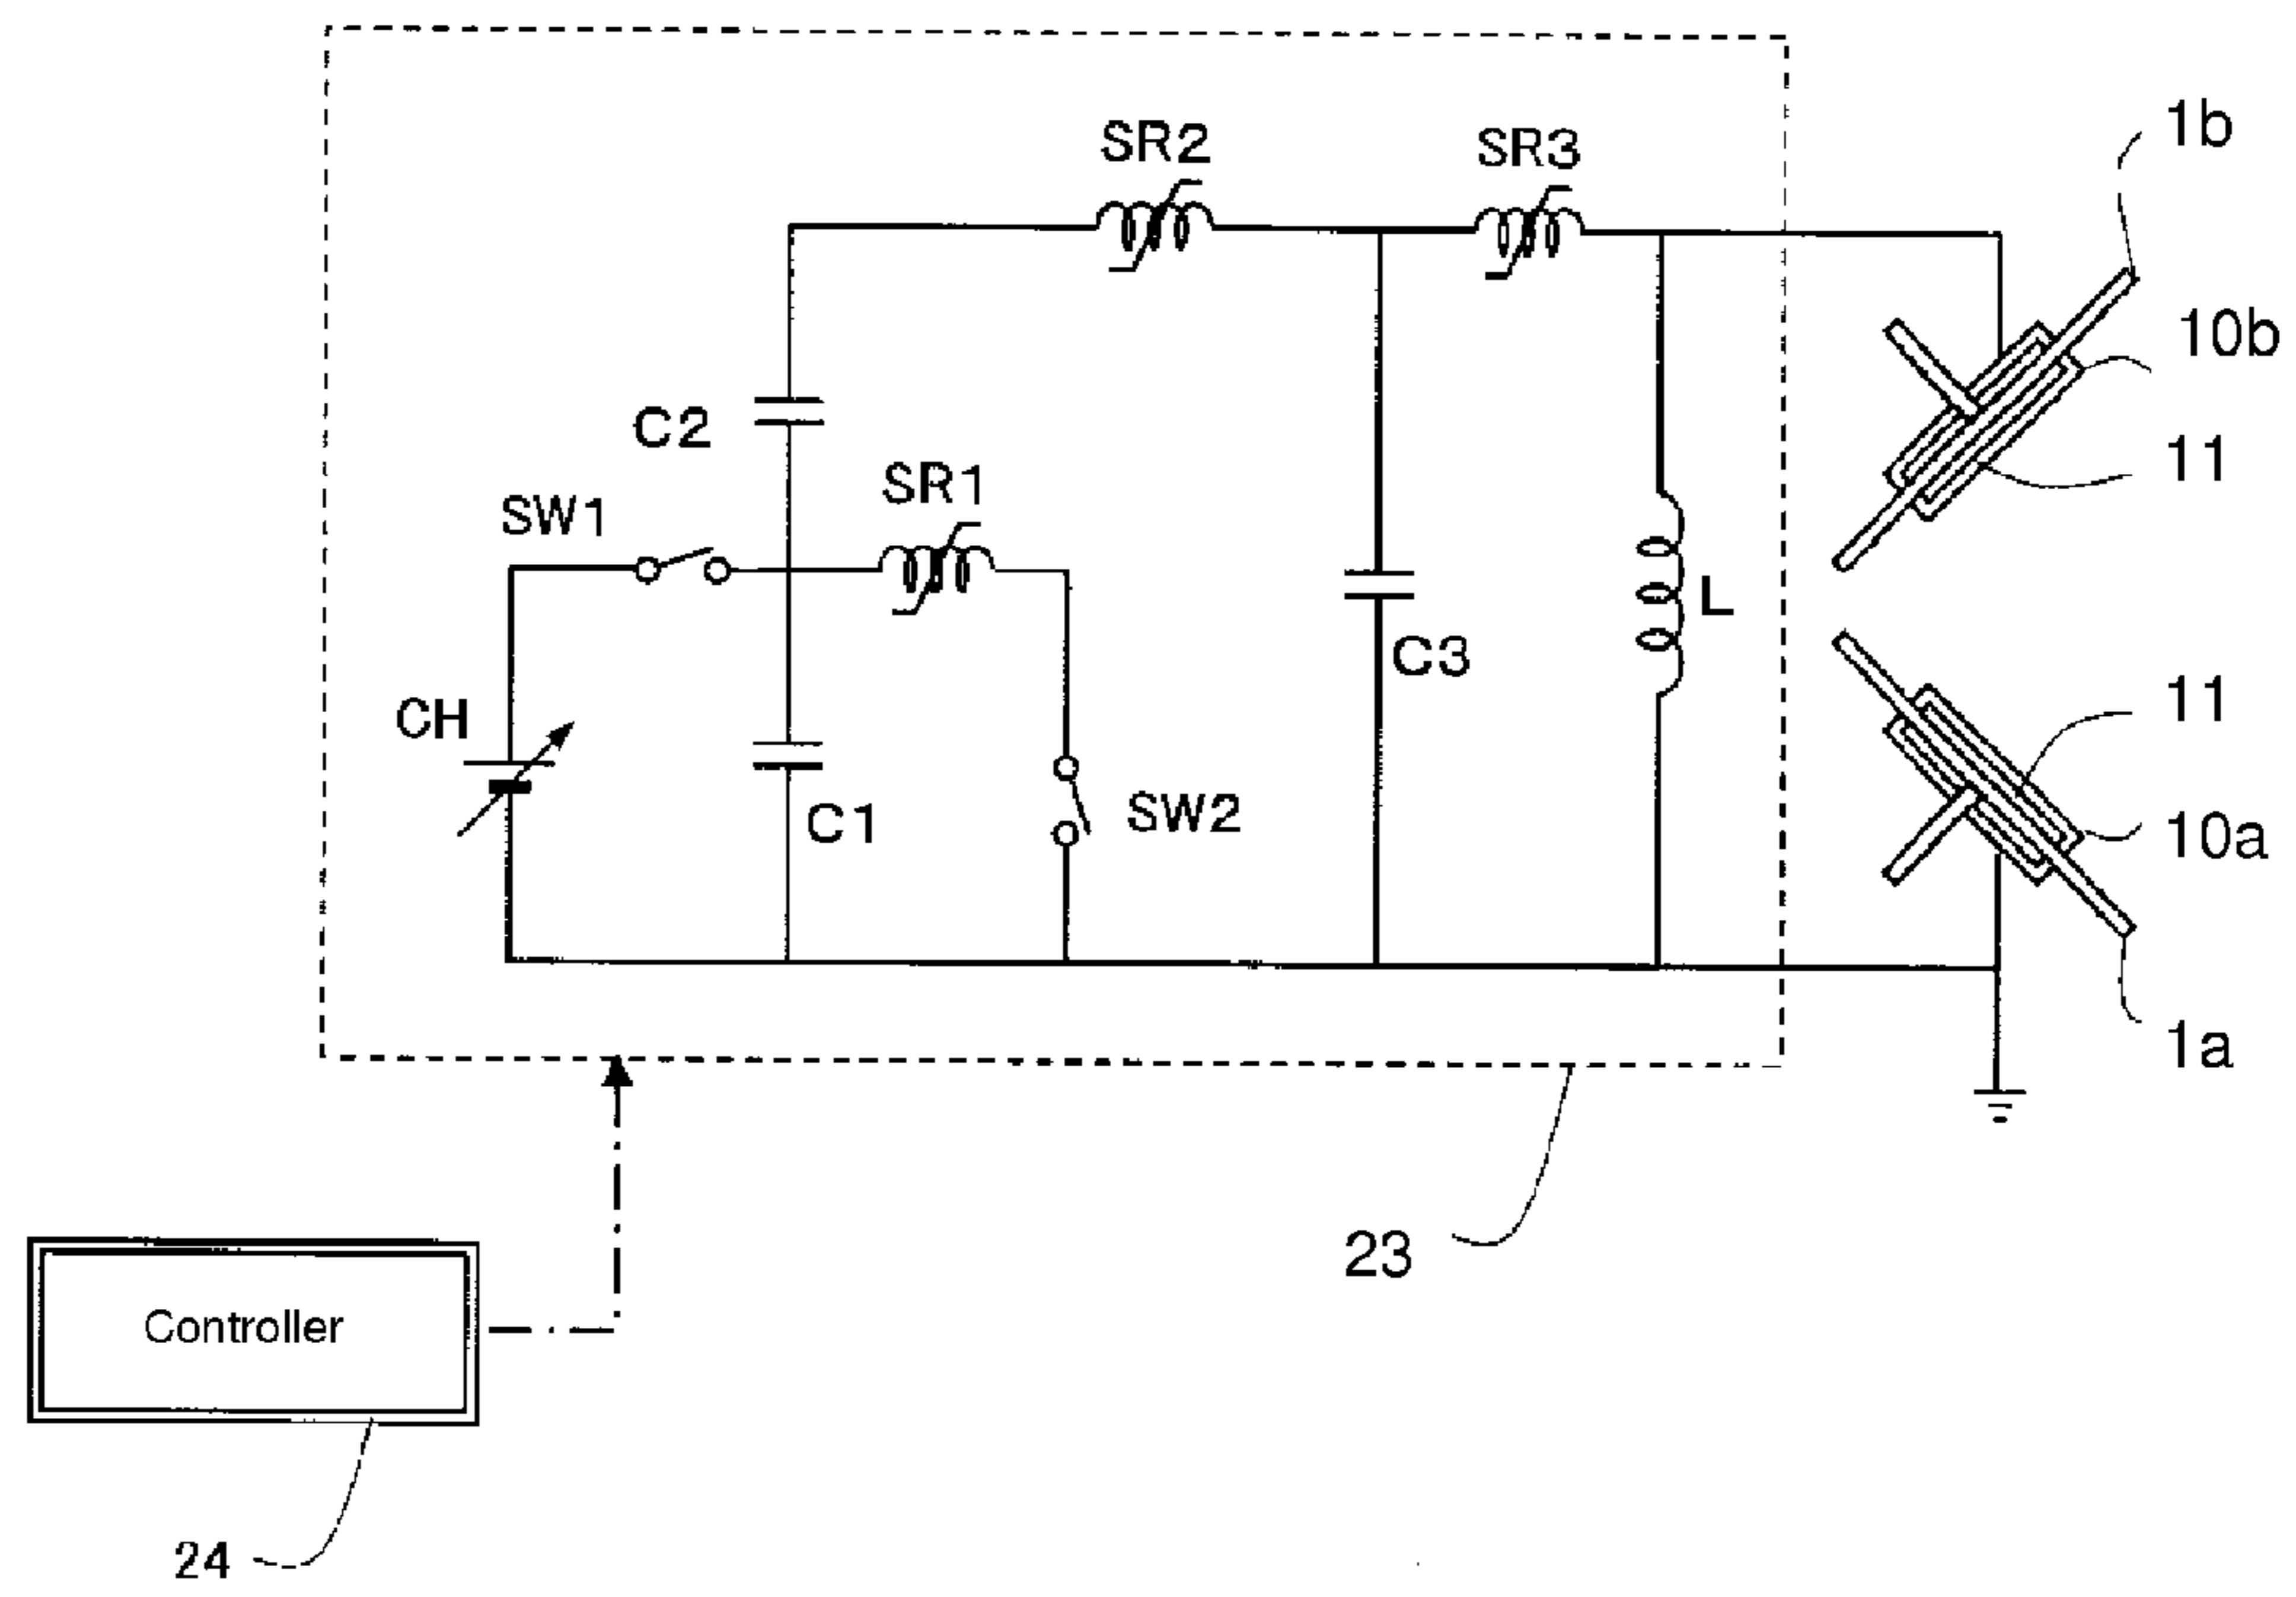 1b
SR2
SR3
10b
C2
11
SR1
SW1
L
C3
CH
11
SW2
C1
10a
1a
23
Controller
24